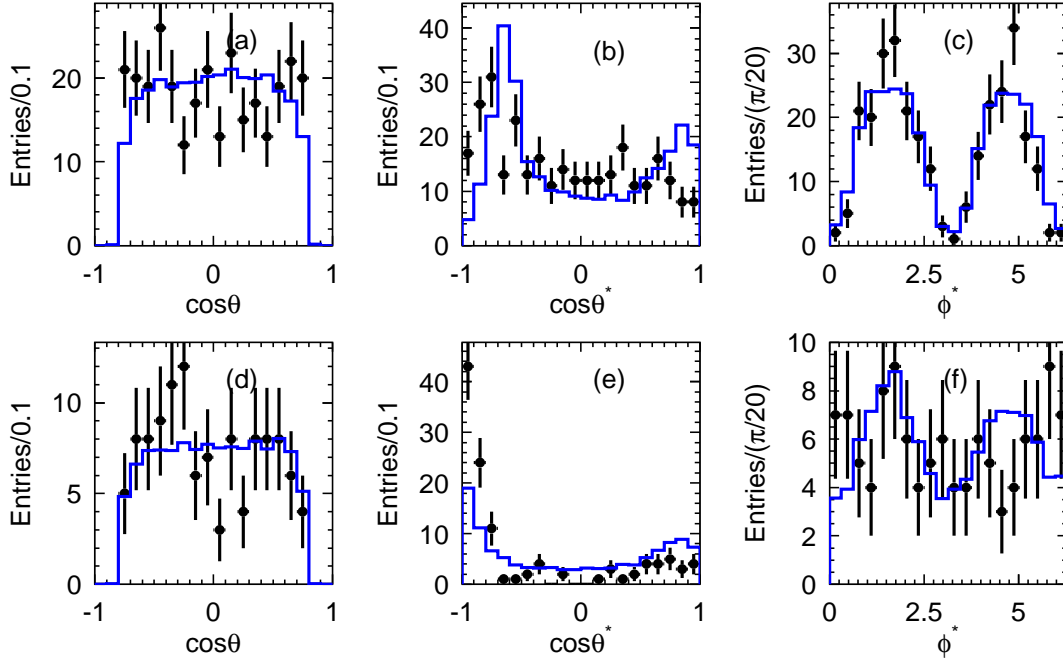 (a)
Entries/0.1
0
10
20
-1
0
1
cosθ
(b)
Entries/0.1
0
10
20
30
40
-1
0
1
cosθ*
(c)
Entries/(π/20)
0
10
20
30
0
2.5
5
ϕ*
(d)
Entries/0.1
0
5
10
-1
0
1
cosθ
(e)
Entries/0.1
0
10
20
30
40
-1
0
1
cosθ*
(f)
Entries/(π/20)
0
2
4
6
8
10
0
2.5
5
ϕ*